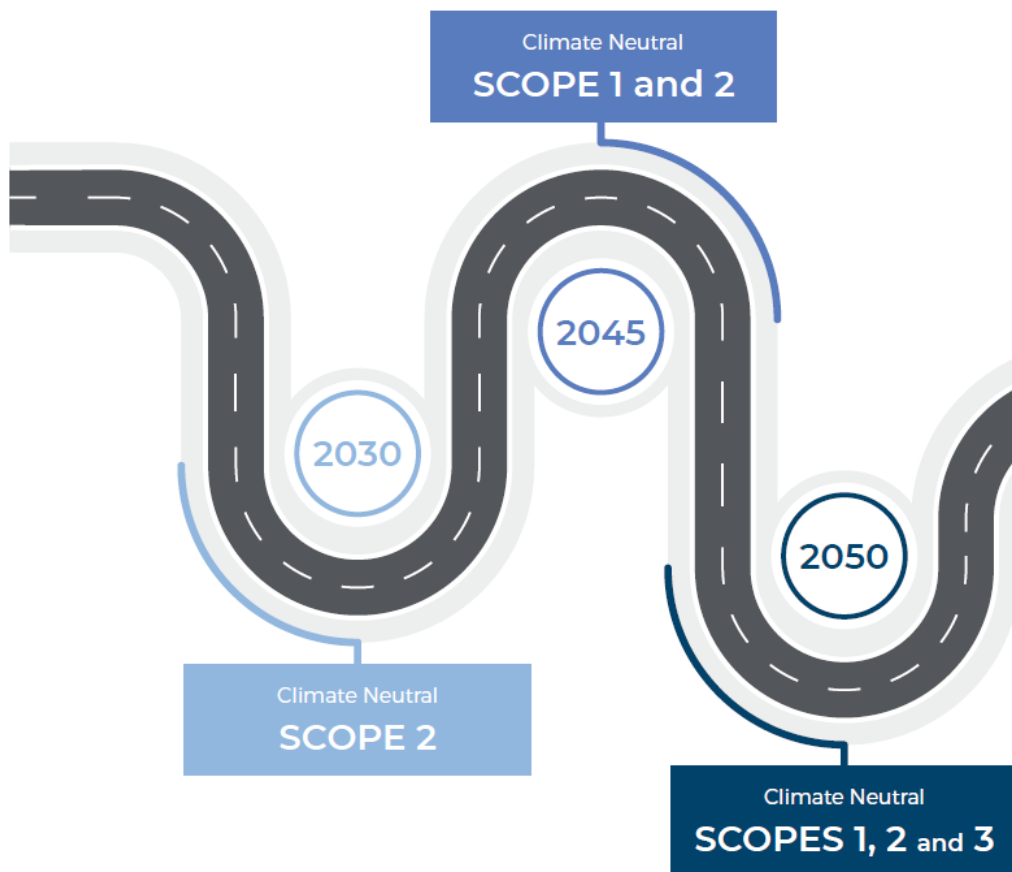 Climate Neutral
SCOPE 1 and 2
2045
2030
2050
Climate Neutral
SCOPE 2
Climate Neutral
SCOPES 1, 2 and 3